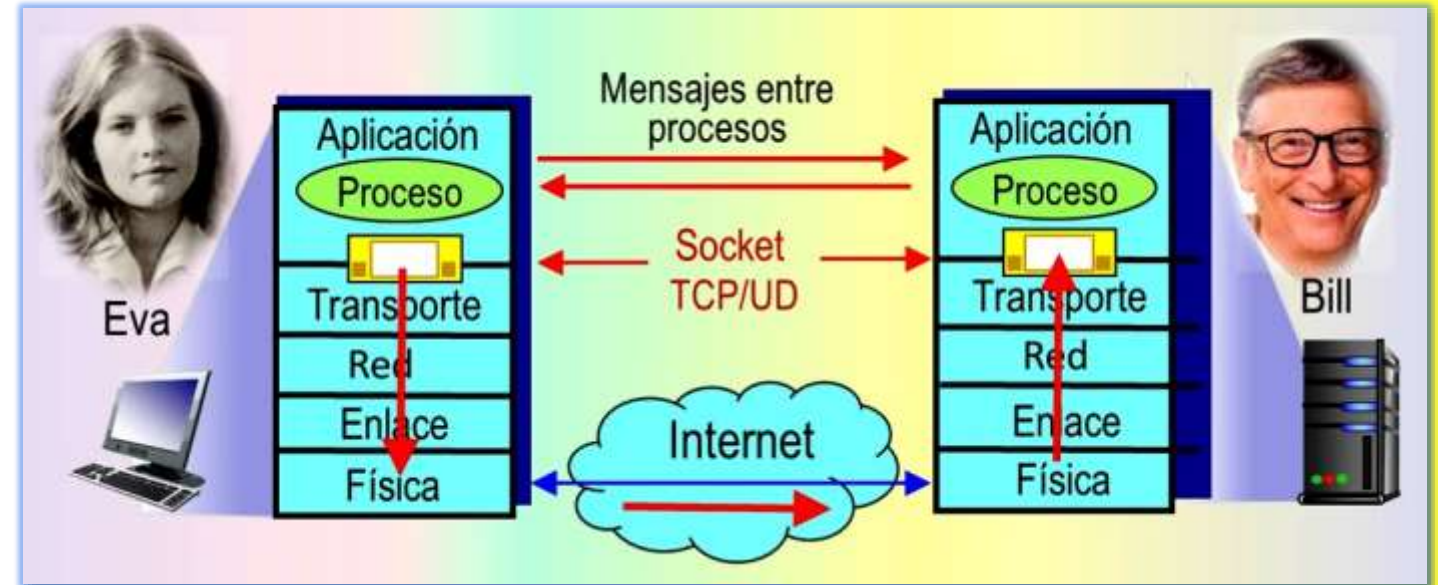 Mensajes entre
procesos
Aplicación
Proceso
Aplicación
Proceso
Socket
TCP/UD
Transporte
Transporte
Eva
Bill
Red
Red
Enlace
Enlace
Internet
Física
Física